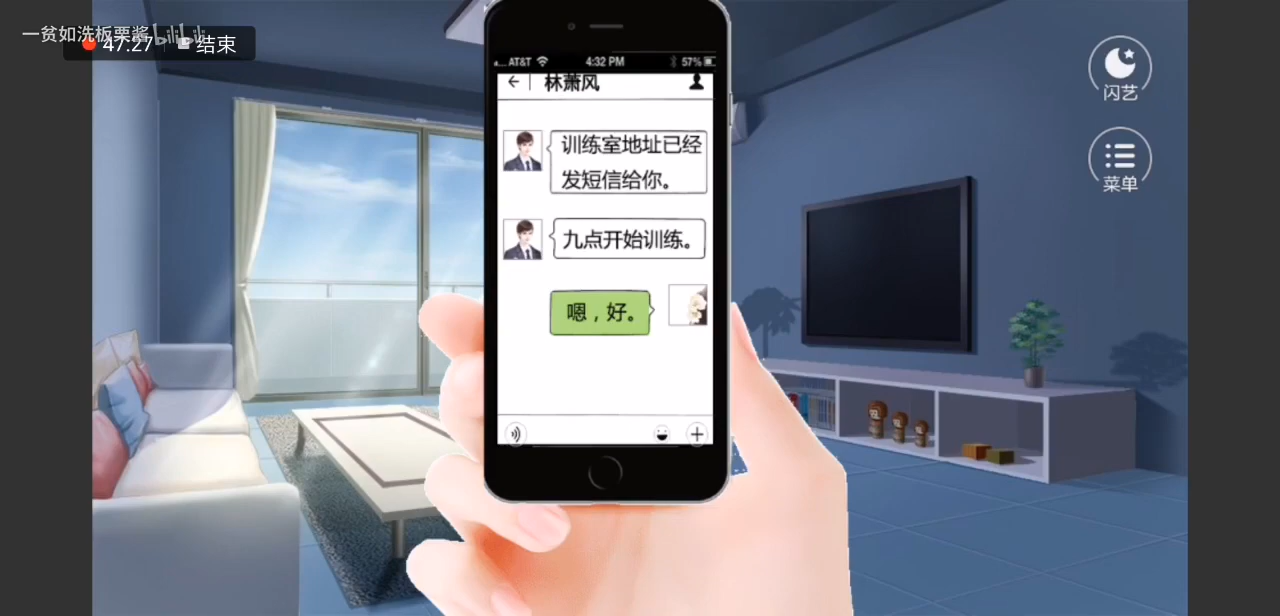 一贫如洗板栗酱 bilibili
47:27 结束
AT&T 4:32 PM 57%
林萧风
训练室地址已经
发短信给你。
九点开始训练。
嗯，好。
闪艺
菜单